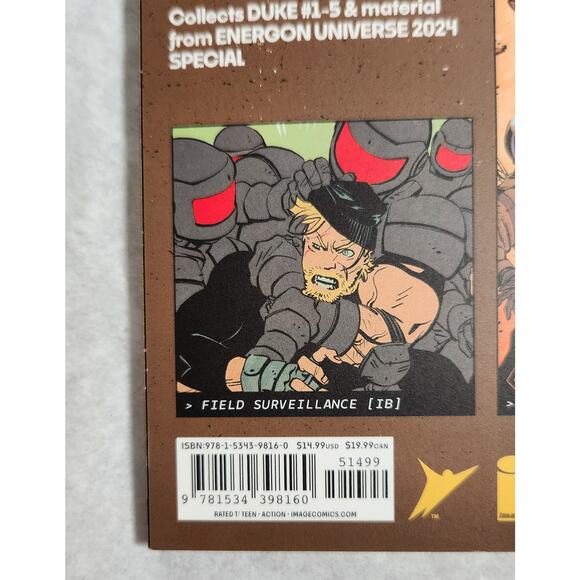 Collects DUKE #1-5 & material
from ENERGON UNIVERSE 2024
SPECIAL
> FIELD SURVEILLANCE [IB]
>
ISBN: 978-1-5343-9816-0 $14.99USD $19.99CAN
51499
9 781534 398160
RATED T / TEEN • ACTION • IMAGECOMICS.COM
TM